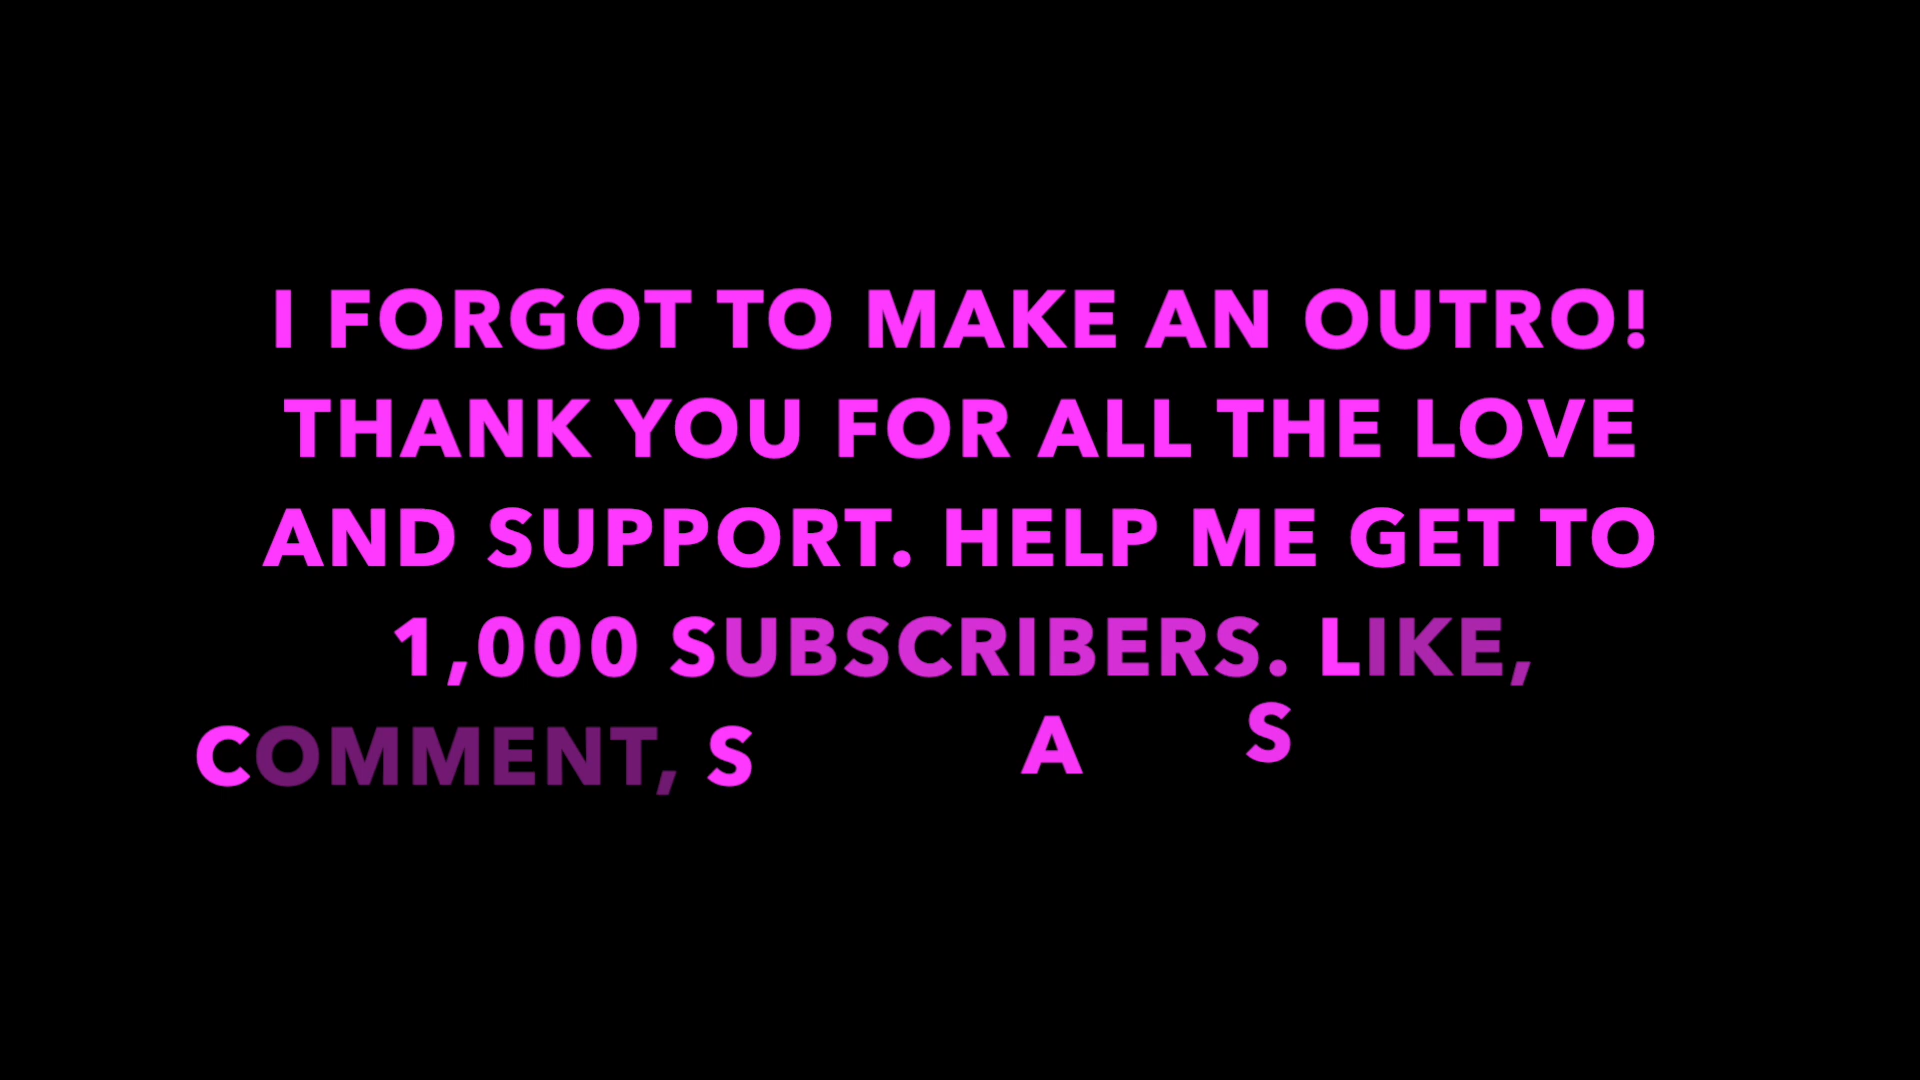 I FORGOT TO MAKE AN OUTRO!
THANK YOU FOR ALL THE LOVE
AND SUPPORT. HELP ME GET TO
1,000 SUBSCRIBERS. LIKE,
COMMENT, S A S